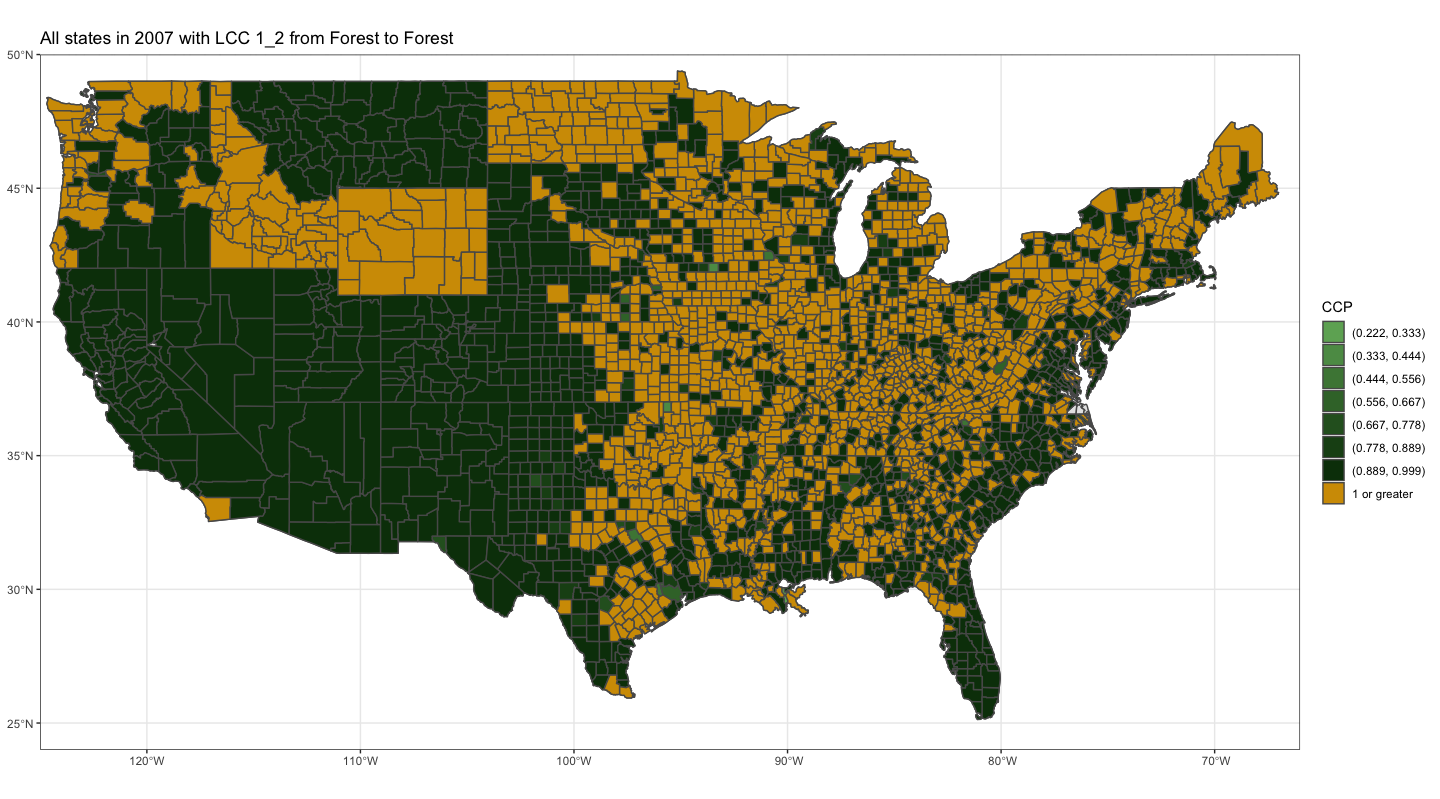 All states in 2007 with LCC 1_2 from Forest to Forest
50°N
45°N
40°N
35°N
30°N
25°N
120°W
110°W
100°W
90°W
80°W
70°W
CCP
(0.222, 0.333)
(0.333, 0.444)
(0.444, 0.556)
(0.556, 0.667)
(0.667, 0.778)
(0.778, 0.889)
(0.889, 0.999)
1 or greater